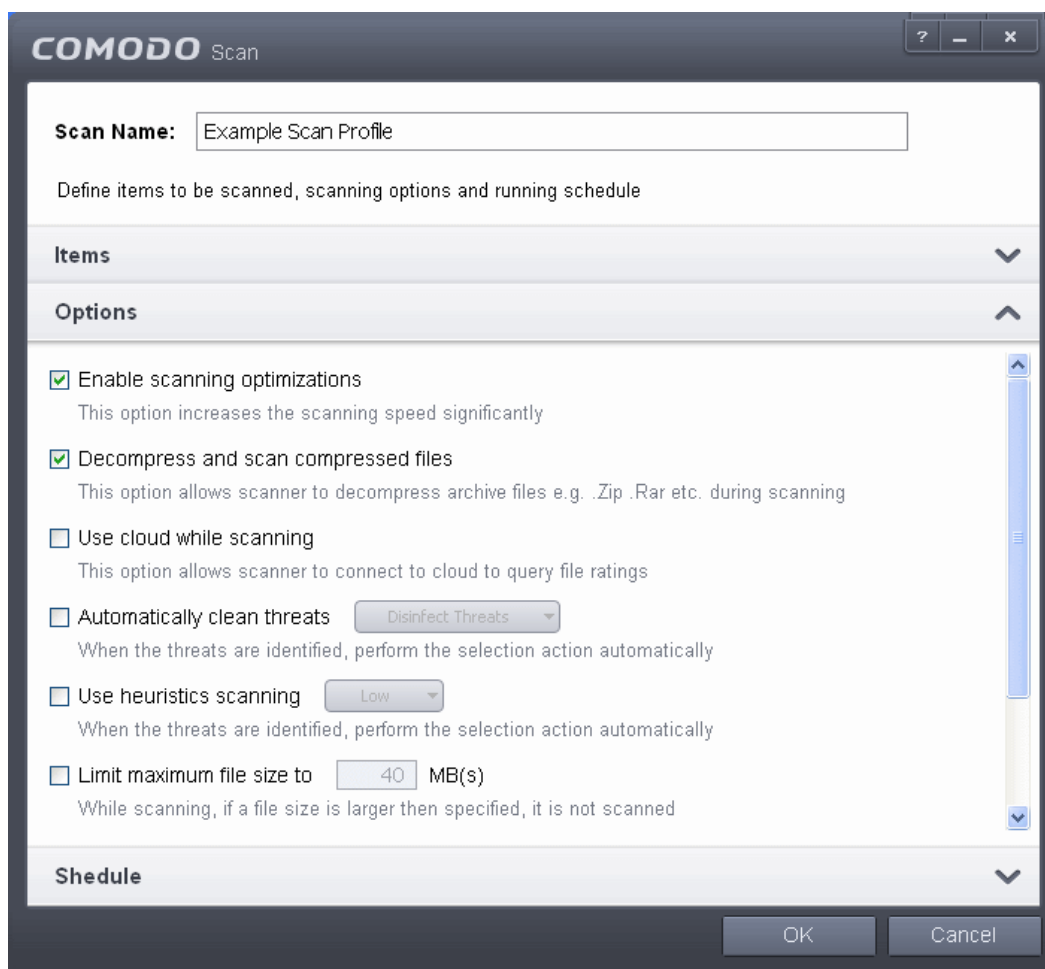 COMODO Scan
?
Scan Name: Example Scan Profile
Define items to be scanned, scanning options and running schedule
Items
Options
Enable scanning optimizations
This option increases the scanning speed significantly
Decompress and scan compressed files
This option allows scanner to decompress archive files e.g. .Zip .Rar etc. during scanning
Use cloud while scanning
This option allows scanner to connect to cloud to query file ratings
Automatically clean threats Disinfect Threats
When the threats are identified, perform the selection action automatically
Use heuristics scanning Low
When the threats are identified, perform the selection action automatically
Limit maximum file size to 40 MB(s)
While scanning, if a file size is larger then specified, it is not scanned
Shedule
OK Cancel